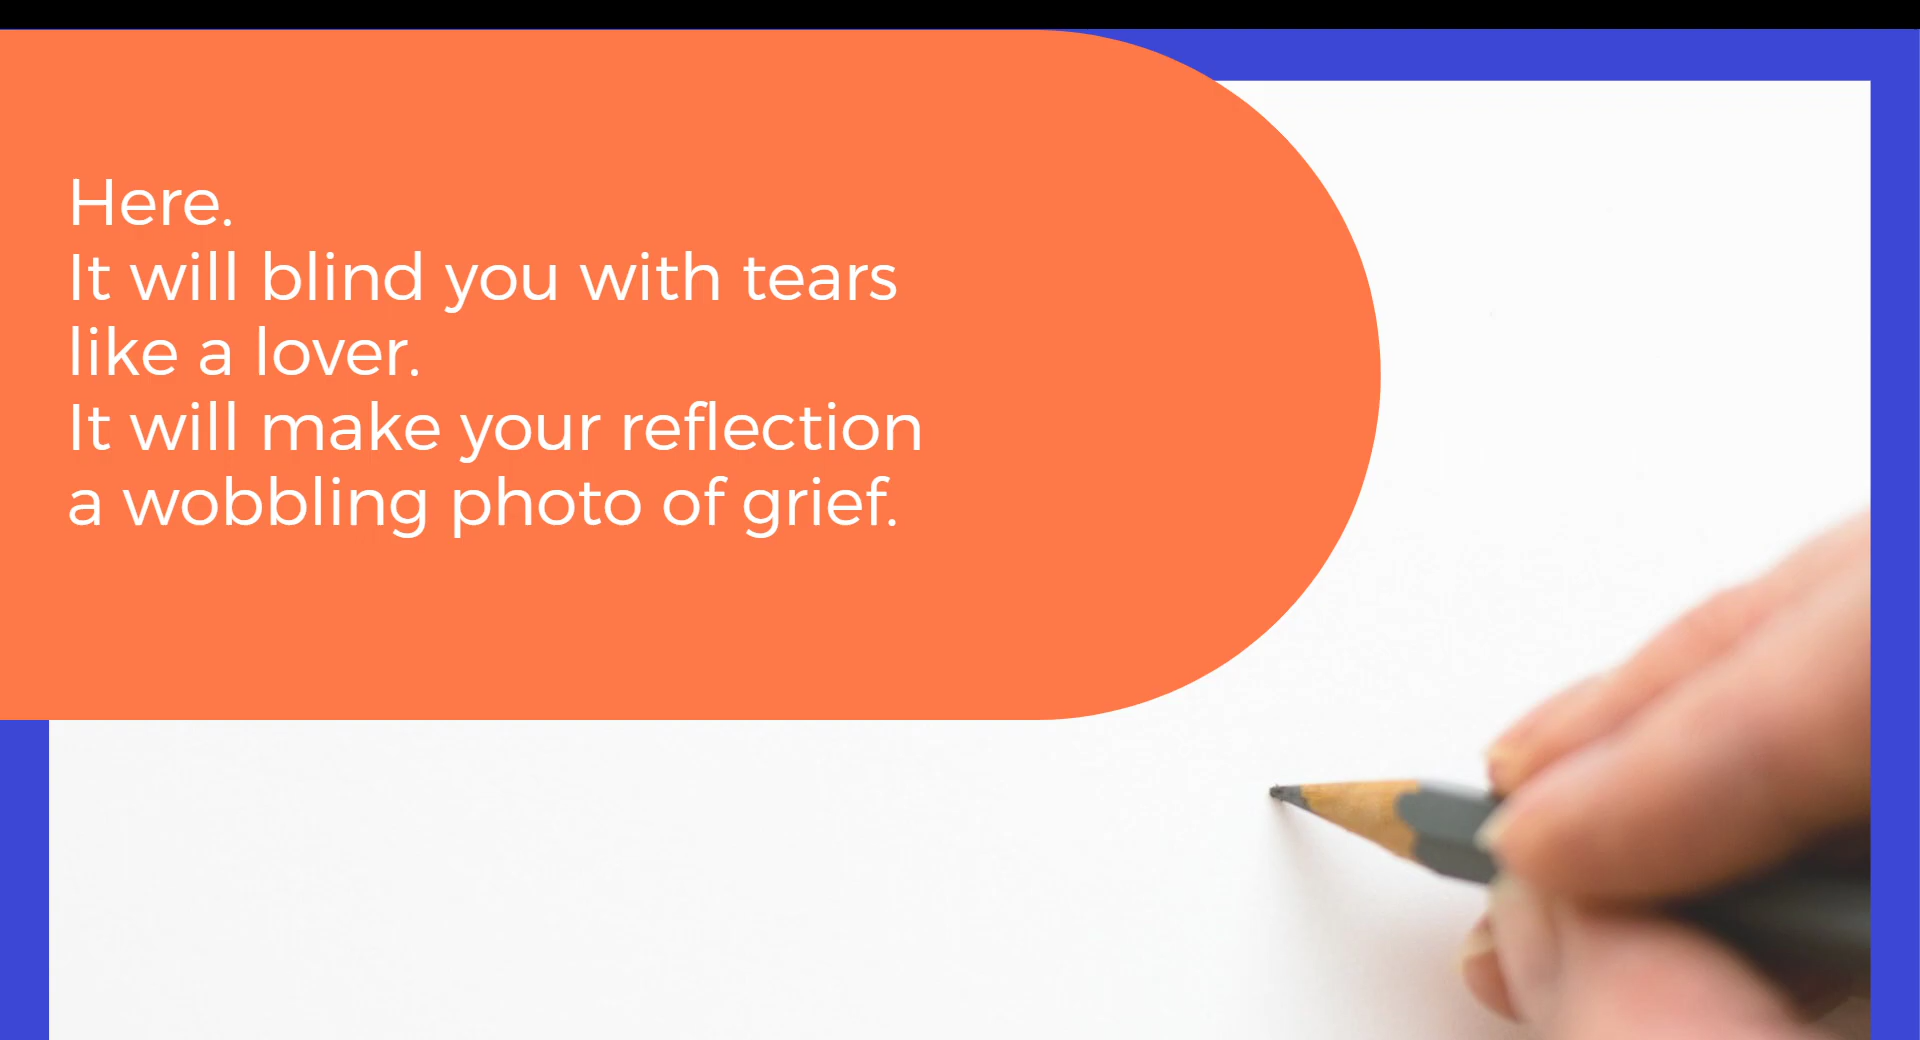 Here.
It will blind you with tears
like a lover.
It will make your reflection
a wobbling photo of grief.